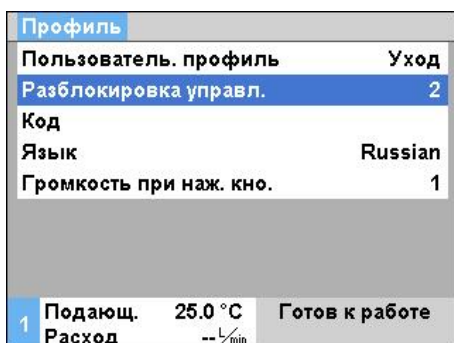 Профиль
Пользователь. профиль Уход
Разблокировка управл. 2
Код
Язык Russian
Громкость при наж. кно. 1
1 Подающ. 25.0 °C Готов к работе
Расход -- L/min